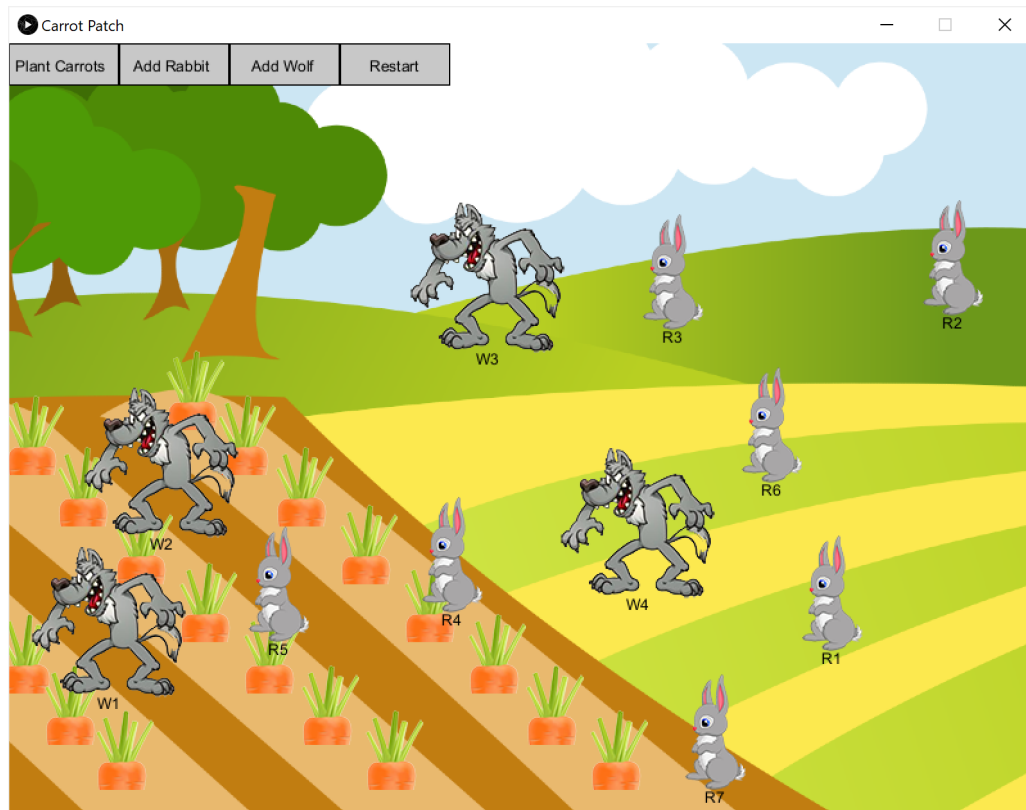 Carrot Patch
Plant Carrots
Add Rabbit
Add Wolf
Restart
W3
R3
R2
R6
W2
W4
R4
R5
R1
W1
R7